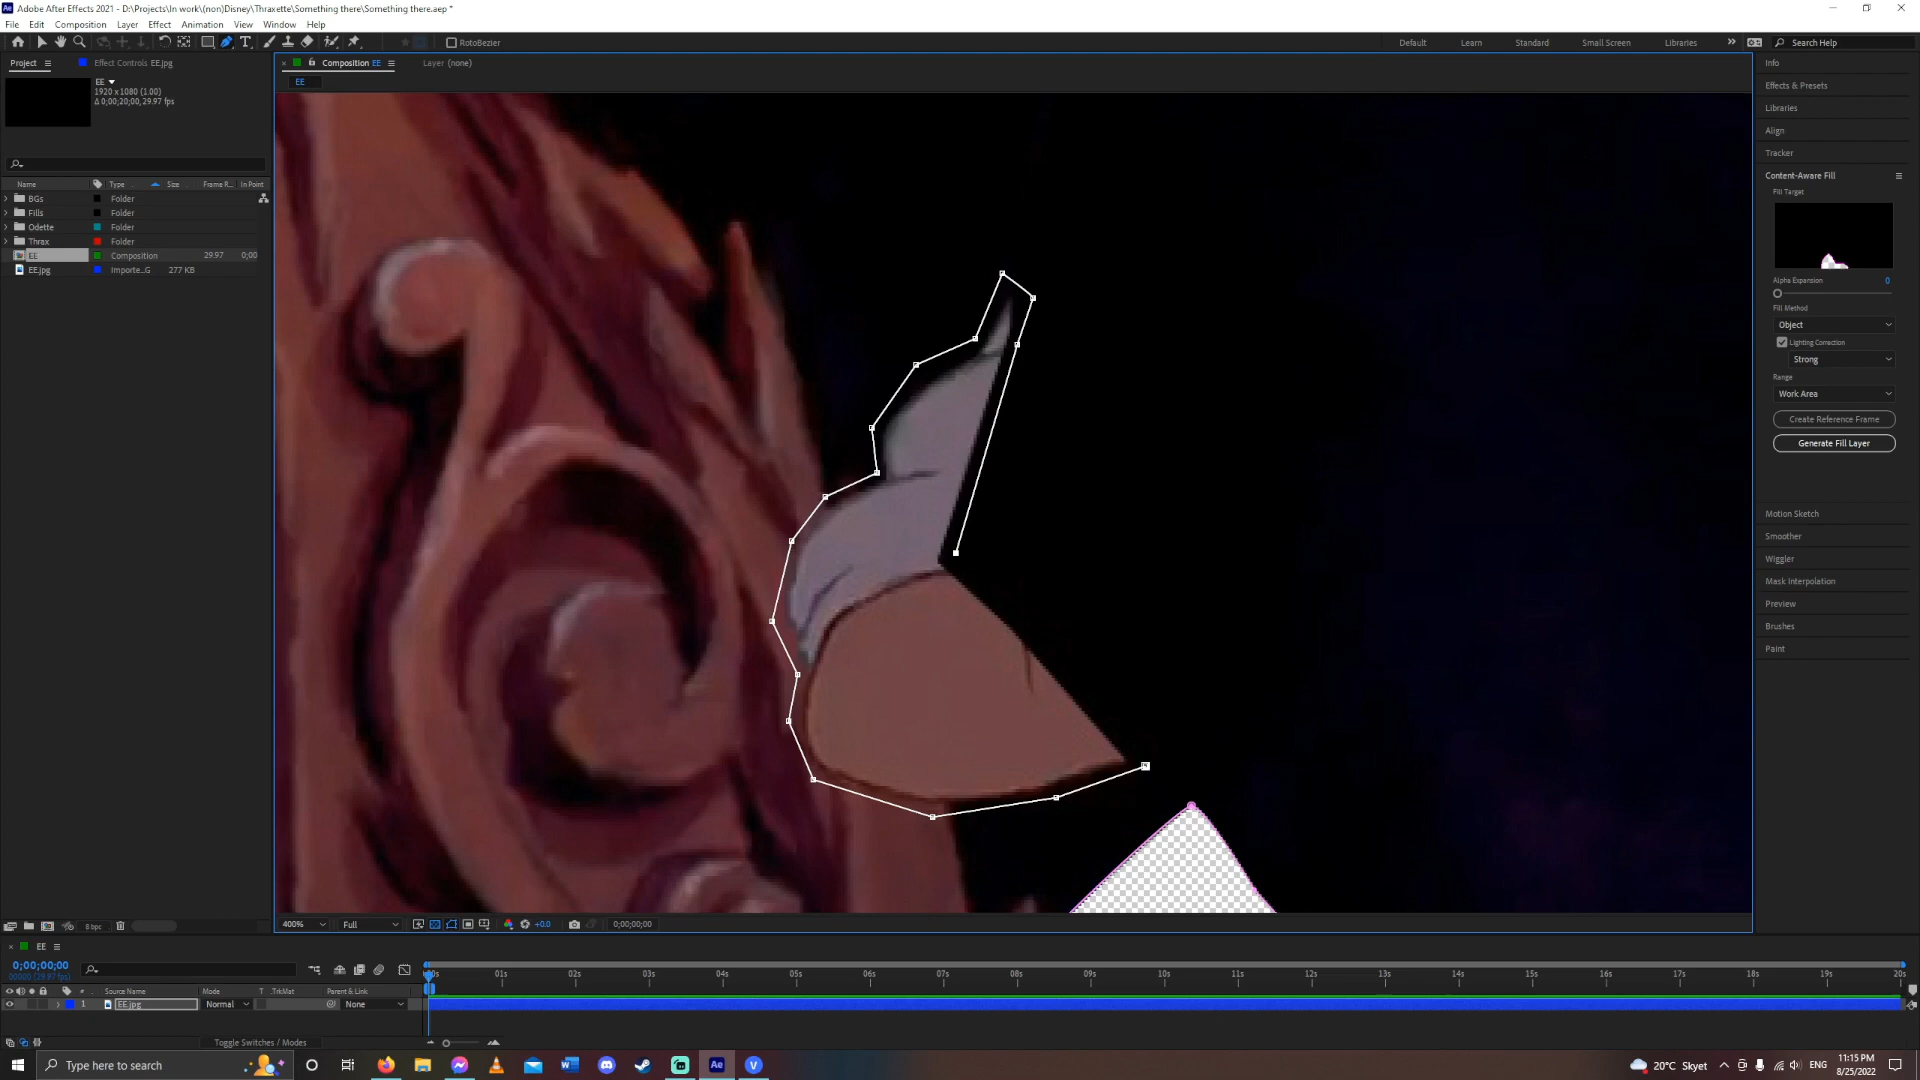 Adobe After Effects 2021 - D:\Projects\In work\(non)Disney\Thraxette\Something there\Something there.aep *
File Edit Composition Layer Effect Animation View Window Help
RotoBezier
Default Learn Standard Small Screen Libraries Search Help
Project Effect Controls EE.jpg
Composition EE Layer (none)
EE
EE
1920 x 1080 (1.00)
Δ 0;00;20;00, 29.97 fps
Name Type Size Frame R... In Point
BGs Folder
Fills Folder
Odette Folder
Thrax Folder
EE Composition 29.97 0;00
EE.jpg Importe...G 277 KB
Info
Effects & Presets
Libraries
Align
Tracker
Content-Aware Fill
Fill Target
Alpha Expansion 0
Fill Method
Object
Lighting Correction
Strong
Range
Work Area
Create Reference Frame
Generate Fill Layer
Motion Sketch
Smoother
Wiggler
Mask Interpolation
Preview
Brushes
Paint
8 bpc
400% Full +0.0 0;00;00;00
EE
0;00;00;00
00000 (29.97 fps)
# Source Name Mode T .TrkMat Parent & Link
1 EE.jpg Normal None
01s 02s 03s 04s 05s 06s 07s 08s 09s 10s 11s 12s 13s 14s 15s 16s 17s 18s 19s 20s
Toggle Switches / Modes
Type here to search
20°C Skyet ENG 11:15 PM
8/25/2022